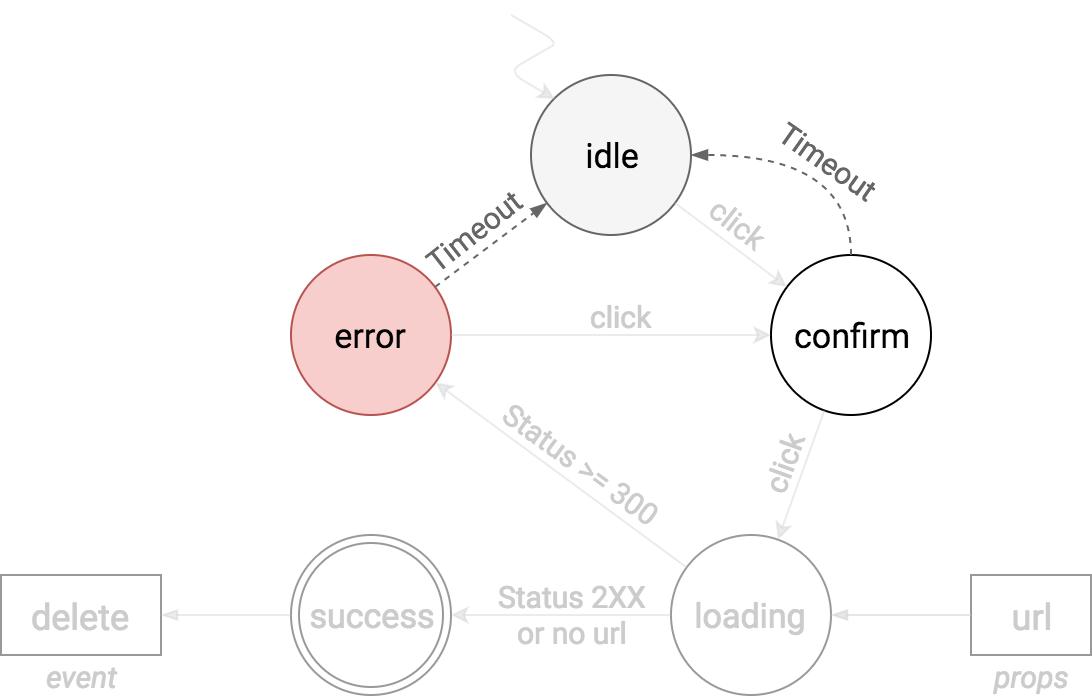 idle
Timeout
Timeout
click
error
click
confirm
Status >= 300
click
delete
success
Status 2XX
or no url
loading
url
event
props